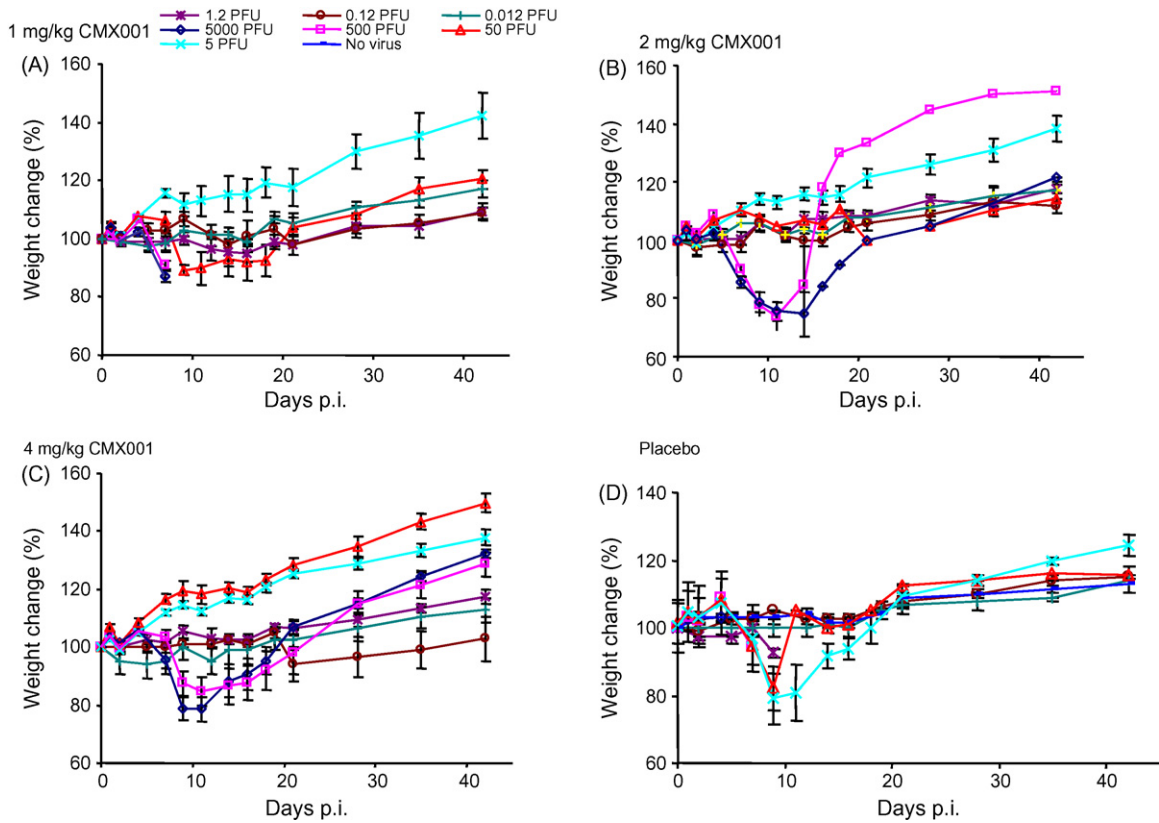 1.2 PFU 0.12 PFU 0.012 PFU
1 mg/kg CMX001 5000 PFU 500 PFU 50 PFU
5 PFU No virus
2 mg/kg CMX001
(A)
160
140
120
100
80
60
Weight change (%)
0 10 20 30 40
Days p.i.
(B)
160
140
120
100
80
60
Weight change (%)
0 10 20 30 40
Days p.i.
4 mg/kg CMX001
(C)
160
140
120
100
80
60
Weight change (%)
0 10 20 30 40
Days p.i.
Placebo
(D)
140
120
100
80
60
Weight change (%)
0 10 20 30 40
Days p.i.